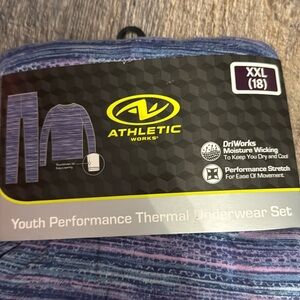 XXL
(18)
ATHLETIC
WORKS
DriWorks
Moisture Wicking
To Keep You Dry and Cool
Performance Stretch
For Ease Of Movement
Youth Performance Thermal Underwear Set